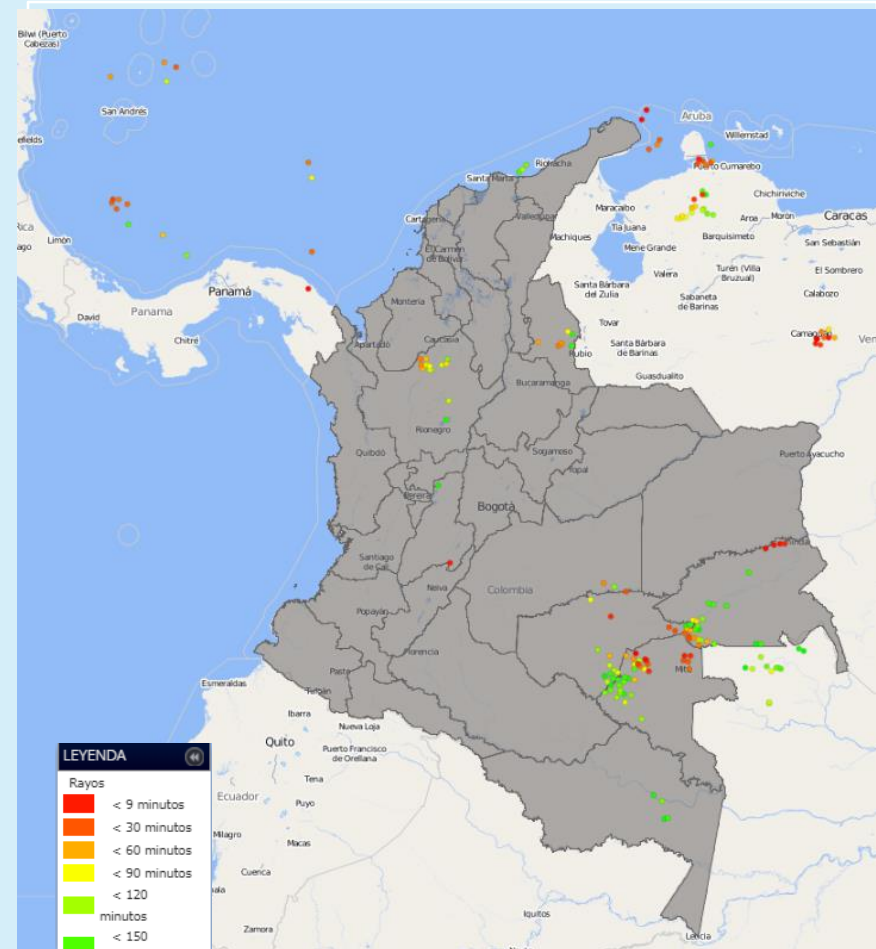 Bilwi (Puerto
Cabezas)
San Andrés
efields
Aruba
Willemstad
Riohacha
Puerto Cumarebo
Santa Marta
Chichiriviche
Cartagena
Valledupar
Maracaibo
Caracas
Limón
Tía Juana
Aroa
Morón
Machiques
Barquisimeto
San Sebastián
El Carmen
de Bolívar
Mene Grande
Valera
Turén (Villa
Bruzual)
El Sombrero
Panamá
Santa Bárbara
del Zulia
Sabaneta
de Barinas
Calabozo
David
Panamá
Montería
Tovar
Chitré
Apartadó
Caucasia
Santa Bárbara
de Barinas
Camaguán
Rubio
Guasdualito
Bucaramanga
Rionegro
Quibdó
Sogamoso
Puerto Ayacucho
Yopal
Pereira
Bogotá
Santiago
de Cali
Neiva
Colombia
Popayán
Florencia
Mitú
Pasto
Esmeraldas
Tulcán
Ibarra
Nueva Loja
Quito
Puerto Francisco
de Orellana
Tena
Ecuador
Puyo
Milagro
Macas
Cuenca
Zamora
Iquitos
Leticia
LEYENDA
Rayos
< 9 minutos
< 30 minutos
< 60 minutos
< 90 minutos
< 120
minutos
< 150